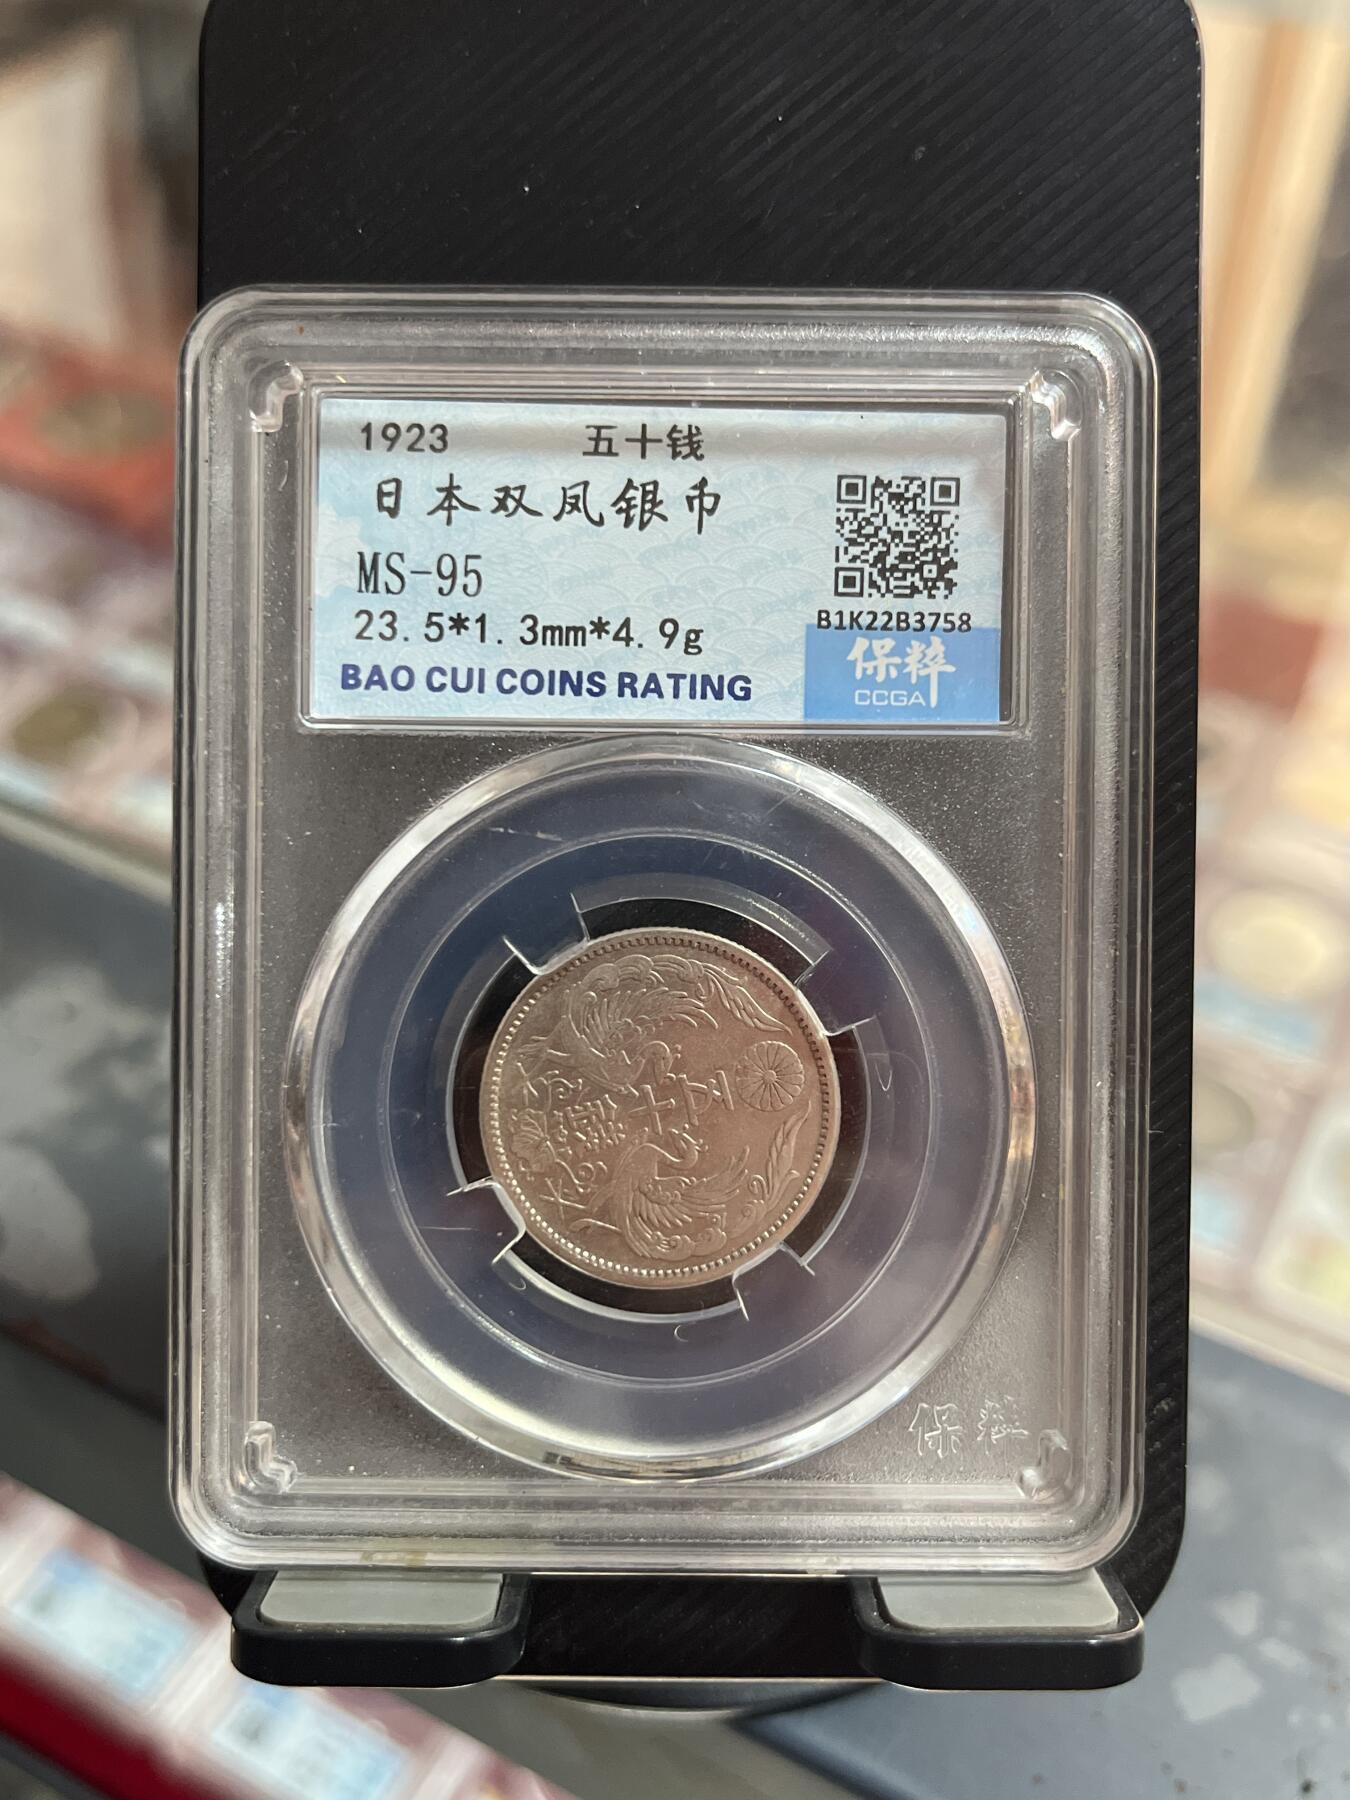 1923 五十钱
日本双凤银币
MS-95
23.5*1.3mm*4.9g
BAO CUI COINS RATING
B1K22B3758
保粹
CCGA
五十錢
保粹